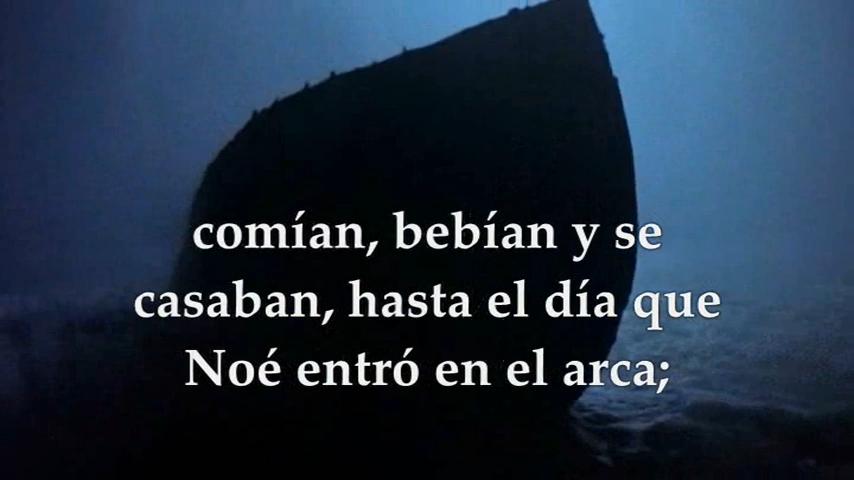 comían, bebían y se
casaban, hasta el día que
Noé entró en el arca;